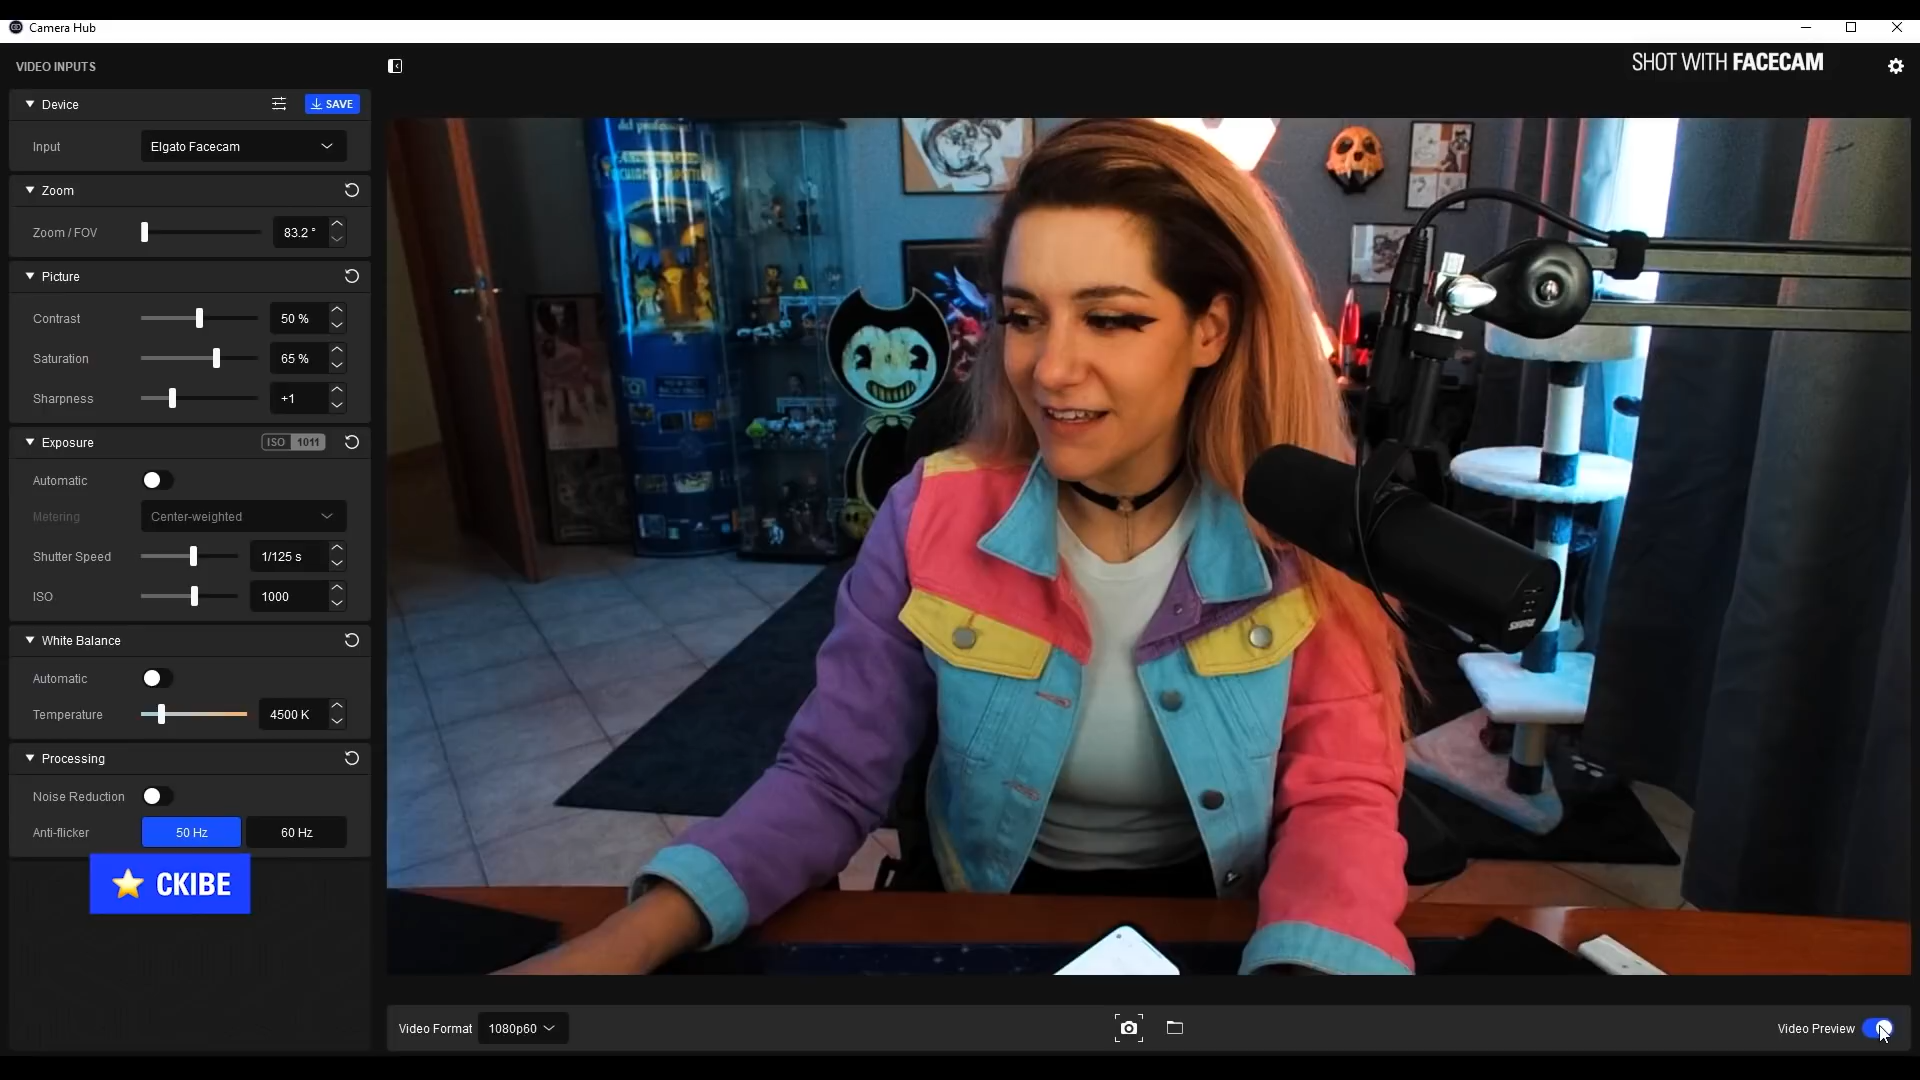 Camera Hub
VIDEO INPUTS
SHOT WITH FACECAM
Device
SAVE
Input
Elgato Facecam
Zoom
Zoom / FOV
83.2 °
Picture
Contrast
50 %
Saturation
65 %
Sharpness
+1
Exposure
ISO 1011
Automatic
Metering
Center-weighted
Shutter Speed
1/125 s
ISO
1000
White Balance
Automatic
Temperature
4500 K
Processing
Noise Reduction
Anti-flicker
50 Hz
60 Hz
CKIBE
SHURE
Video Format
1080p60
Video Preview